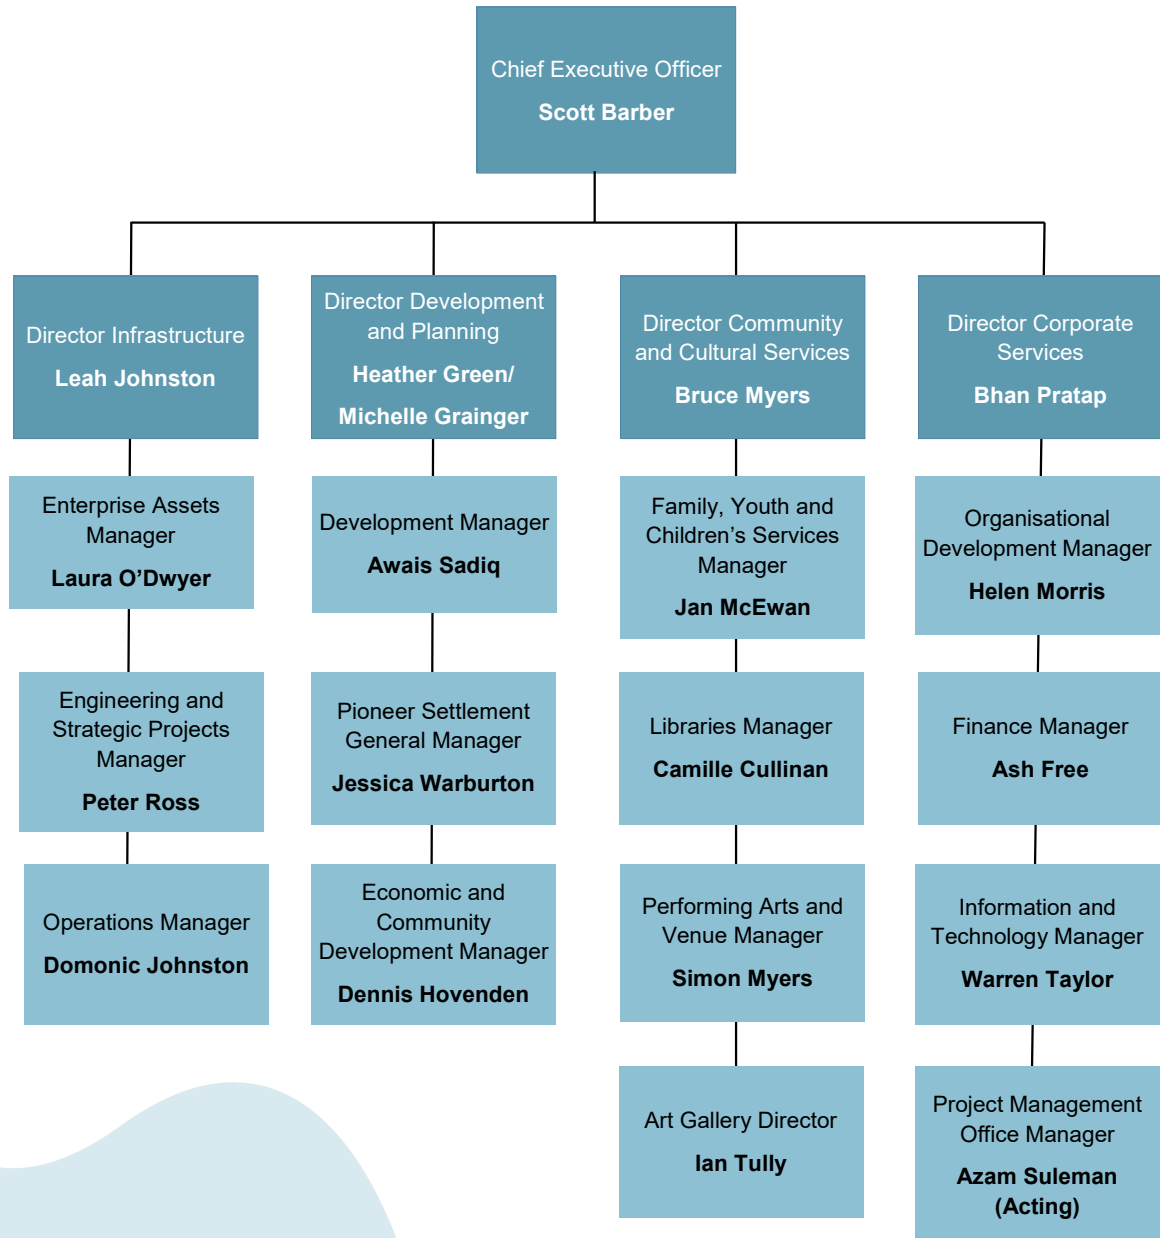 Chief Executive Officer
Scott Barber
Director Infrastructure
Leah Johnston
Director Development
and Planning
Heather Green/
Michelle Grainger
Director Community
and Cultural Services
Bruce Myers
Director Corporate
Services
Bhan Pratap
Enterprise Assets
Manager
Laura O’Dwyer
Development Manager
Awais Sadiq
Family, Youth and
Children’s Services
Manager
Jan McEwan
Organisational
Development Manager
Helen Morris
Engineering and
Strategic Projects
Manager
Peter Ross
Pioneer Settlement
General Manager
Jessica Warburton
Libraries Manager
Camille Cullinan
Finance Manager
Ash Free
Operations Manager
Domonic Johnston
Economic and
Community
Development Manager
Dennis Hovenden
Performing Arts and
Venue Manager
Simon Myers
Information and
Technology Manager
Warren Taylor
Art Gallery Director
Ian Tully
Project Management
Office Manager
Azam Suleman
(Acting)